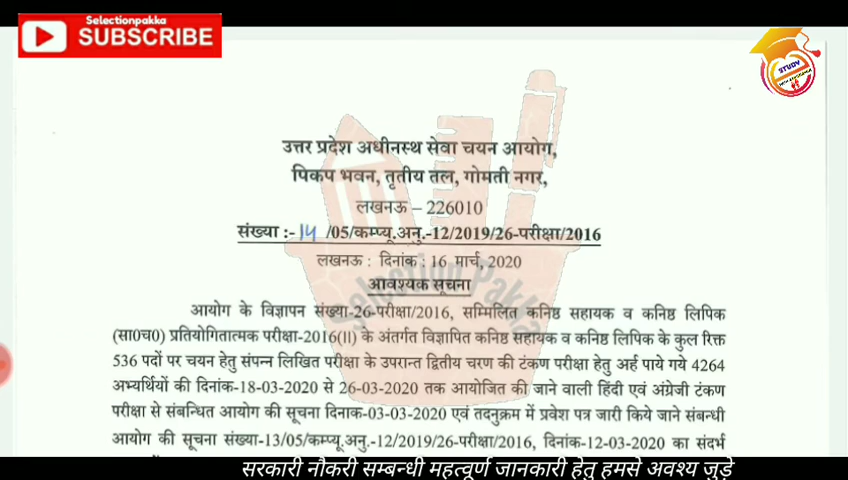 Selectionpakka
SUBSCRIBE
STUDY
उत्तर प्रदेश अधीनस्थ सेवा चयन आयोग,
पिकप भवन, तृतीय तल, गोमती नगर,
लखनऊ – 226010
संख्या :- 14 /05/कम्प्यू.अनु.-12/2019/26-परीक्षा/2016
लखनऊ : दिनांक : 16 मार्च, 2020
आवश्यक सूचना
आयोग के विज्ञापन संख्या-26-परीक्षा/2016, सम्मिलित कनिष्ठ सहायक व कनिष्ठ लिपिक
(सा0च0) प्रतियोगितात्मक परीक्षा-2016(II) के अंतर्गत विज्ञापित कनिष्ठ सहायक व कनिष्ठ लिपिक के कुल रिक्त
536 पदों पर चयन हेतु संपन्न लिखित परीक्षा के उपरान्त द्वितीय चरण की टंकण परीक्षा हेतु अर्ह पाये गये 4264
अभ्यर्थियों की दिनांक-18-03-2020 से 26-03-2020 तक आयोजित की जाने वाली हिंदी एवं अंग्रेजी टंकण
परीक्षा से संबन्धित आयोग की सूचना दिनाक-03-03-2020 एवं तदनुक्रम में प्रवेश पत्र जारी किये जाने संबन्धी
आयोग की सूचना संख्या-13/05/कम्प्यू.अनु.-12/2019/26-परीक्षा/2016, दिनांक-12-03-2020 का संदर्भ
Selection Pakka
सरकारी नौकरी सम्बन्धी महत्वूर्ण जानकारी हेतु हमसे अवश्य जुड़े